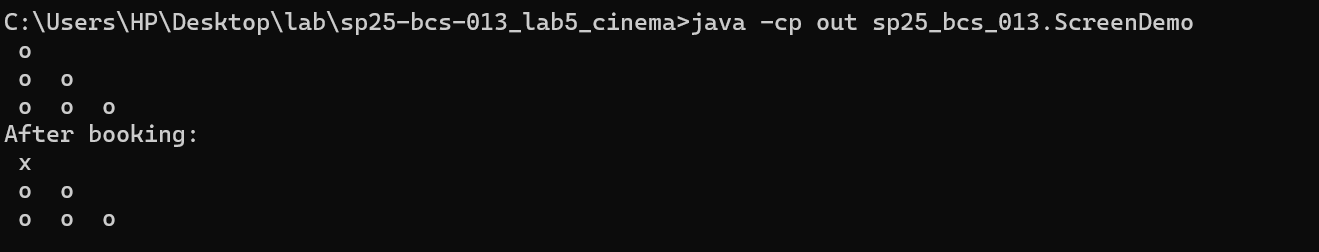 C:\Users\HP\Desktop\lab\sp25-bcs-013_lab5_cinema>java -cp out sp25_bcs_013.ScreenDemo
 o
 o  o
 o  o  o
After booking:
 x
 o  o
 o  o  o